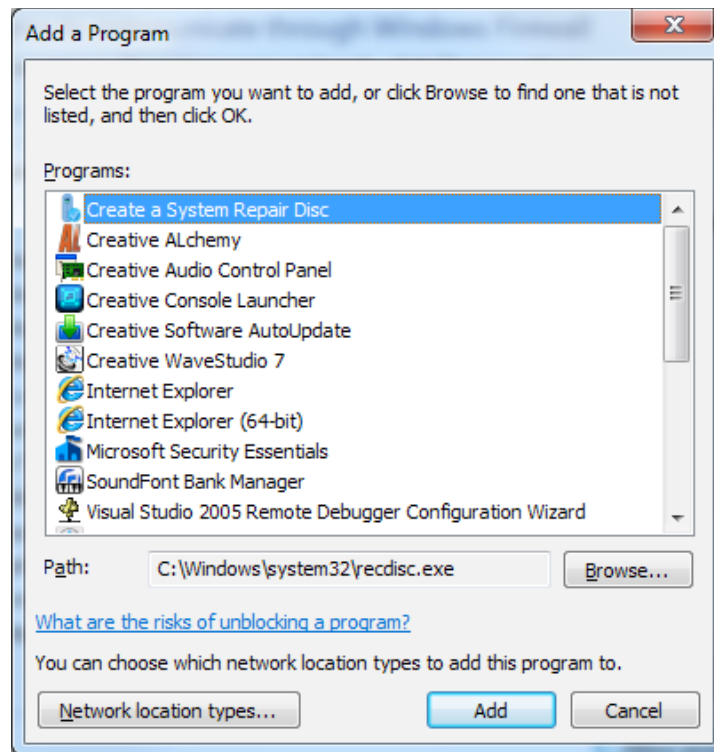 Add a Program
Select the program you want to add, or click Browse to find one that is not
listed, and then click OK.
Programs:
Create a System Repair Disc
Creative ALchemy
Creative Audio Control Panel
Creative Console Launcher
Creative Software AutoUpdate
Creative WaveStudio 7
Internet Explorer
Internet Explorer (64-bit)
Microsoft Security Essentials
SoundFont Bank Manager
Visual Studio 2005 Remote Debugger Configuration Wizard
Path: C:\Windows\system32\recdisc.exe Browse...
What are the risks of unblocking a program?
You can choose which network location types to add this program to.
Network location types... Add Cancel